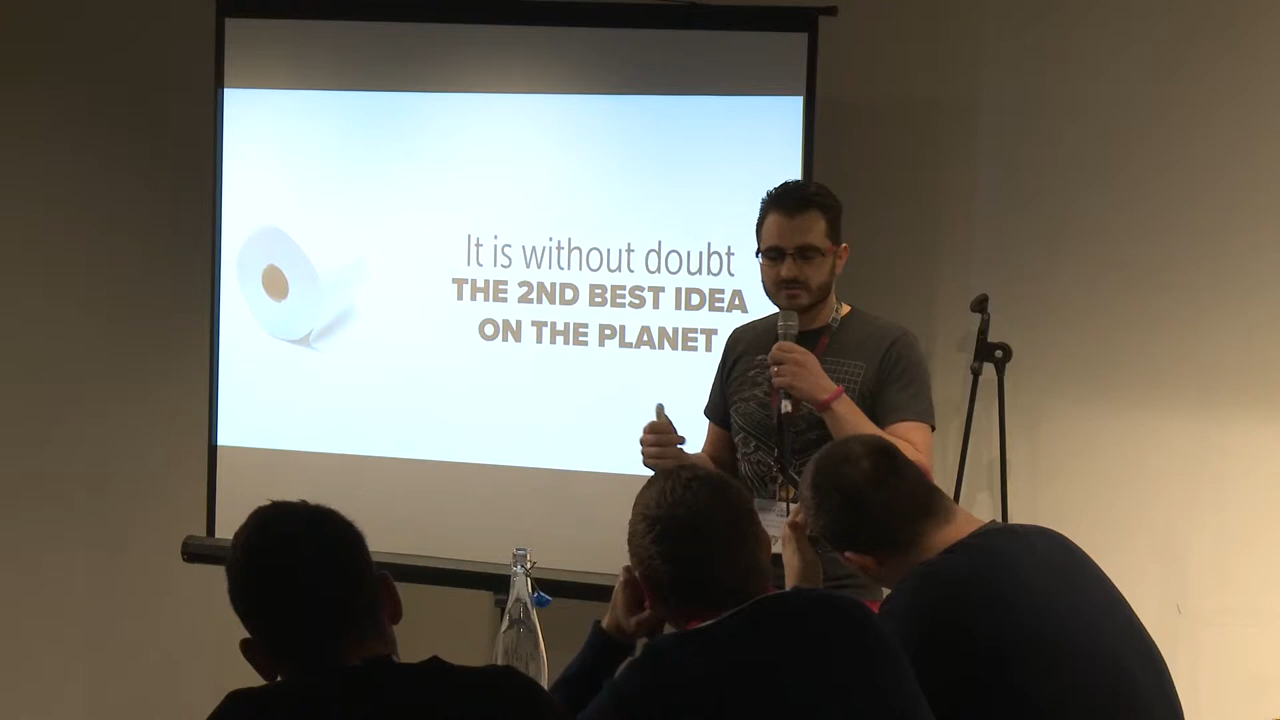 It is without doubt
THE 2ND BEST IDEA
ON THE PLANET